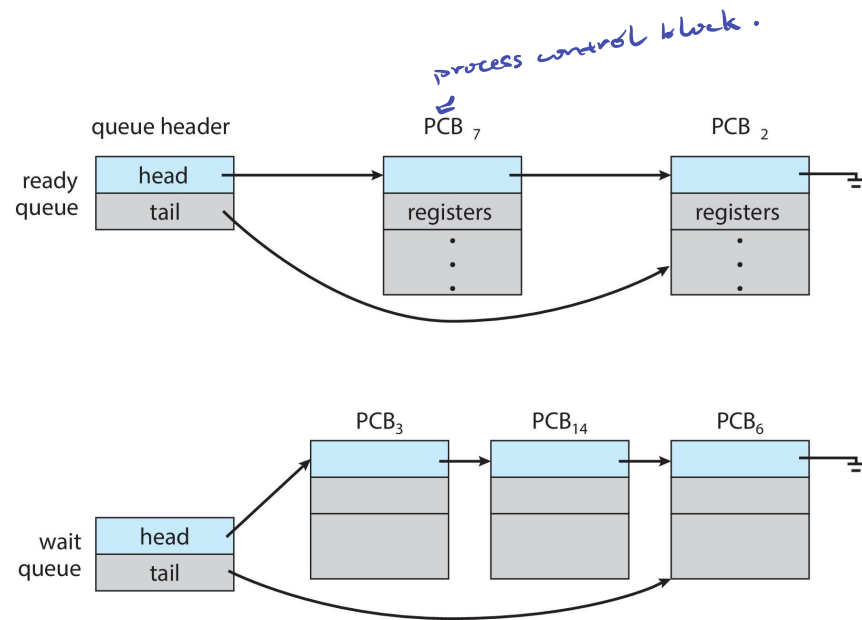 process control block.
queue header
PCB 7
PCB 2
ready
queue
head
tail
registers
registers
PCB3
PCB14
PCB6
wait
queue
head
tail